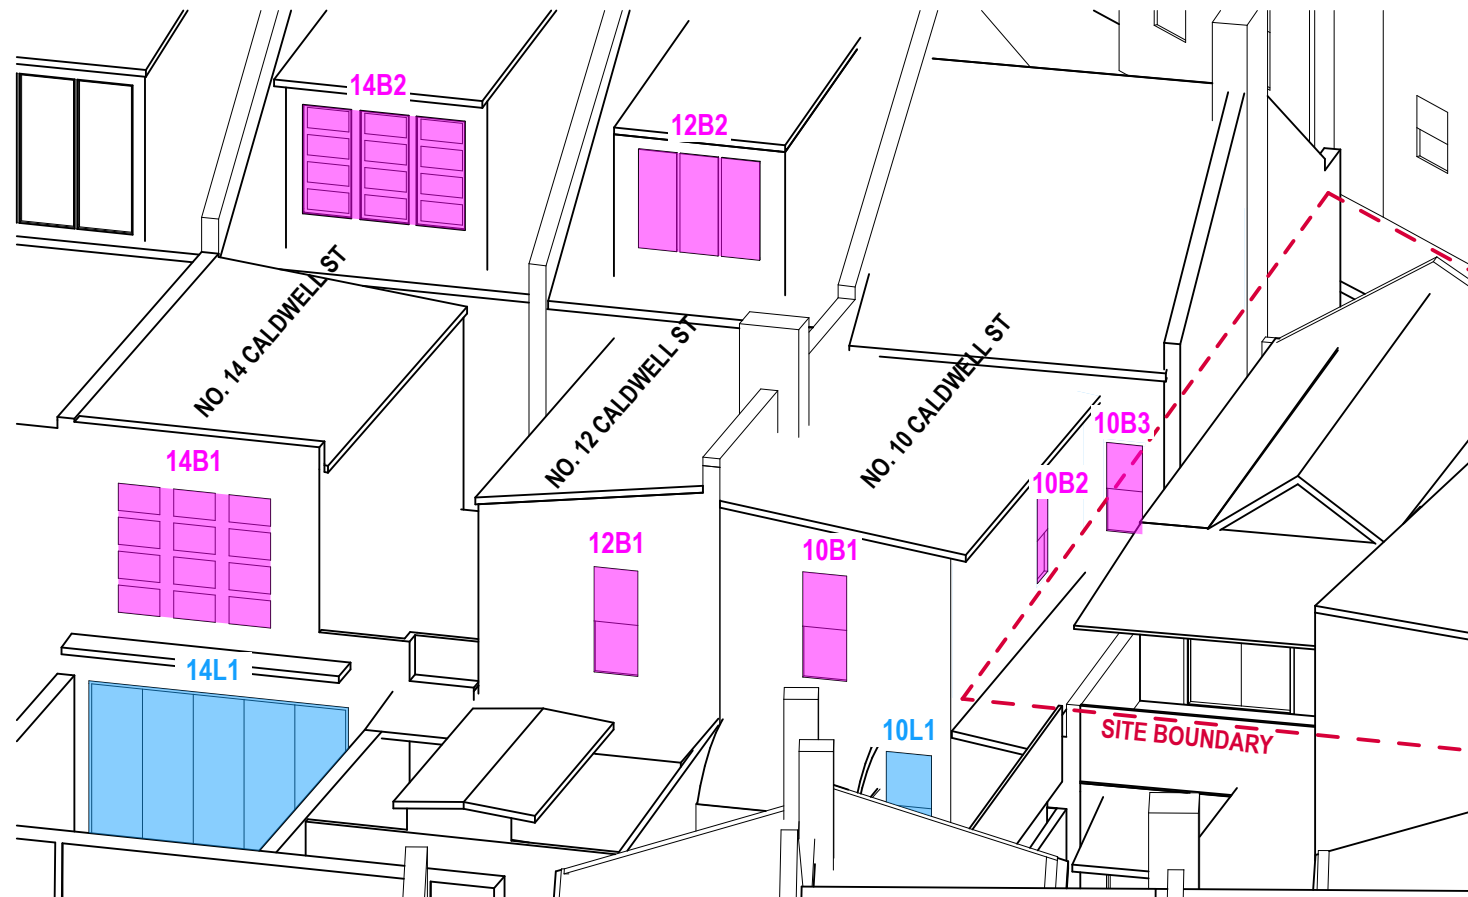 14B2
12B2
NO. 14 CALDWELL ST
NO. 12 CALDWELL ST
NO. 10 CALDWELL ST
10B3
14B1
10B2
12B1
10B1
14L1
10L1
SITE BOUNDARY